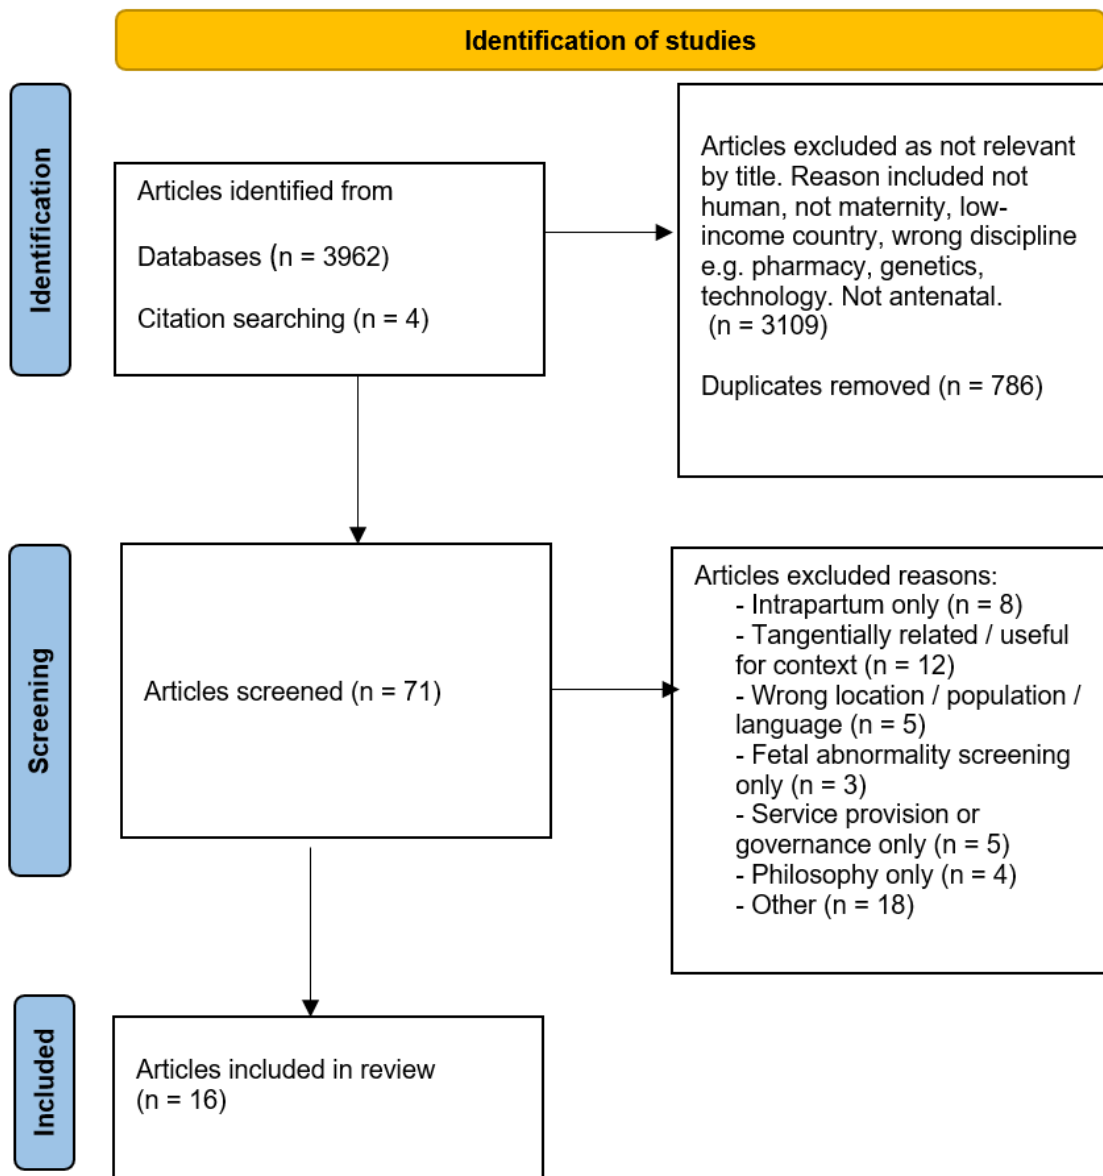 Identification of studies
Identification
Articles identified from
Databases (n = 3962)
Citation searching (n = 4)
Articles excluded as not relevant
by title. Reason included not
human, not maternity, low-
income country, wrong discipline
e.g. pharmacy, genetics,
technology. Not antenatal.
(n = 3109)
Duplicates removed (n = 786)
Screening
Articles screened (n = 71)
Articles excluded reasons:
- Intrapartum only (n = 8)
- Tangentially related / useful
for context (n = 12)
- Wrong location / population /
language (n = 5)
- Fetal abnormality screening
only (n = 3)
- Service provision or
governance only (n = 5)
- Philosophy only (n = 4)
- Other (n = 18)
Included
Articles included in review
(n = 16)